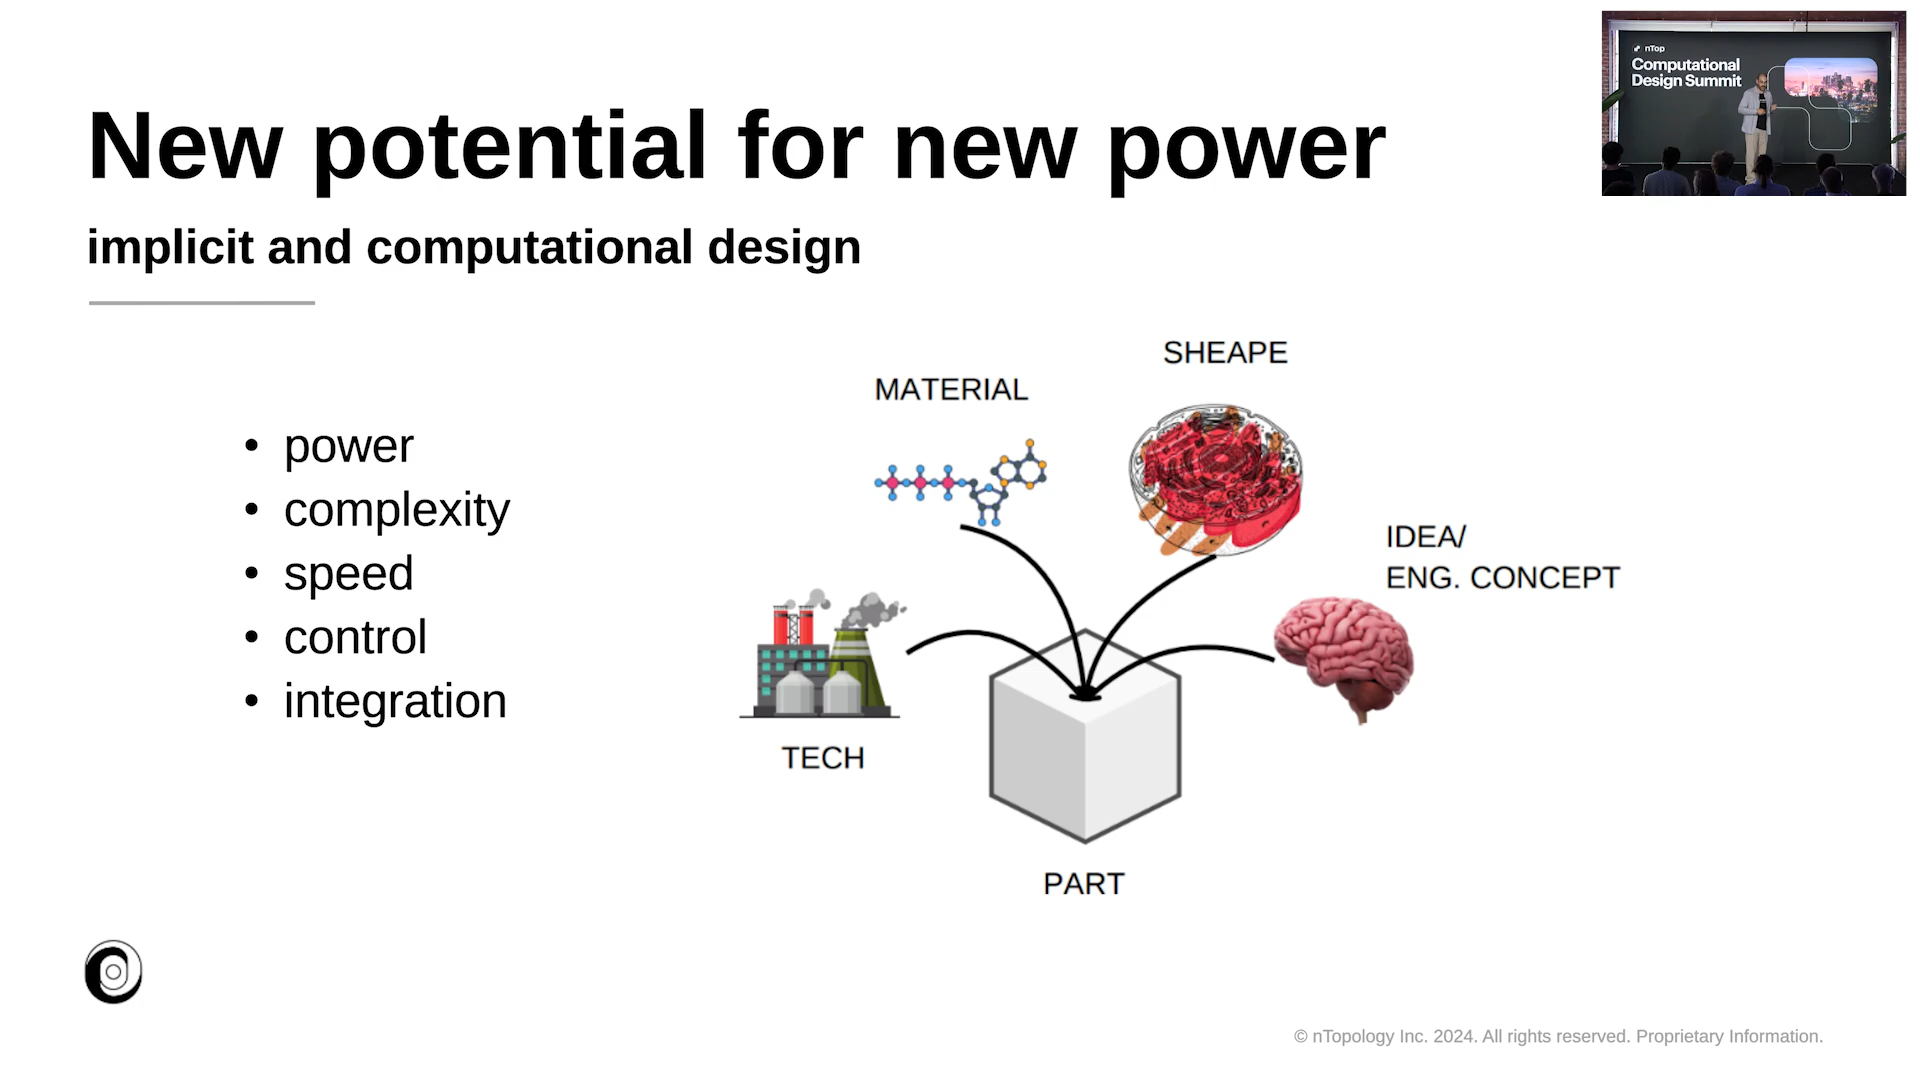 New potential for new power
implicit and computational design
nTop
Computational
Design Summit
• power
• complexity
• speed
• control
• integration
SHEAPE
MATERIAL
IDEA/
ENG. CONCEPT
TECH
PART
© nTopology Inc. 2024. All rights reserved. Proprietary Information.